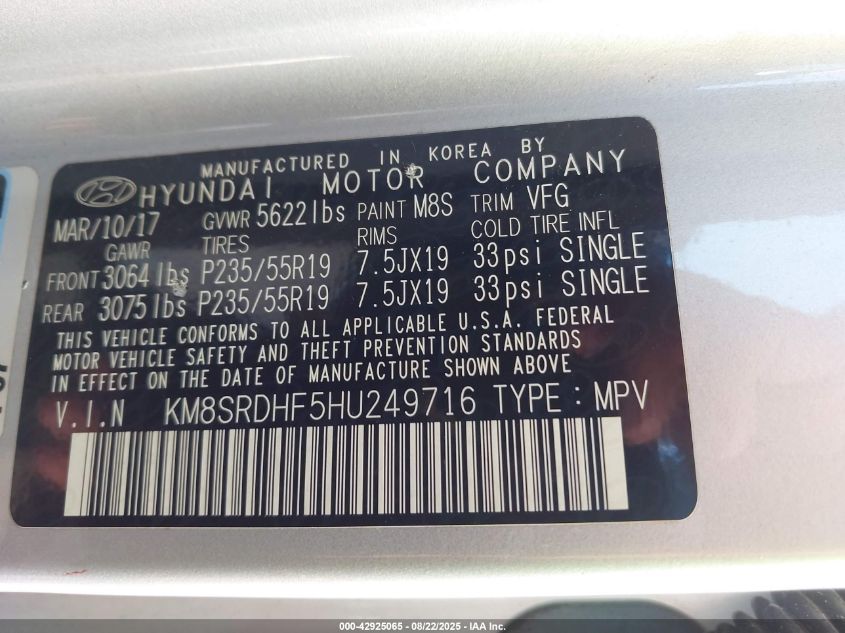 MANUFACTURED IN KOREA BY
HYUNDAI MOTOR COMPANY
MAR/10/17 GVWR 5622lbs PAINT M8S TRIM VFG
GAWR TIRES RIMS COLD TIRE INFL
FRONT 3064lbs P235/55R19 7.5JX19 33psi SINGLE
REAR 3075lbs P235/55R19 7.5JX19 33psi SINGLE
THIS VEHICLE CONFORMS TO ALL APPLICABLE U.S.A. FEDERAL
MOTOR VEHICLE SAFETY AND THEFT PREVENTION STANDARDS
IN EFFECT ON THE DATE OF MANUFACTURE SHOWN ABOVE
V.I.N KM8SRDHF5HU249716 TYPE : MPV
000-42925065 - 08/22/2025 - IAA Inc.